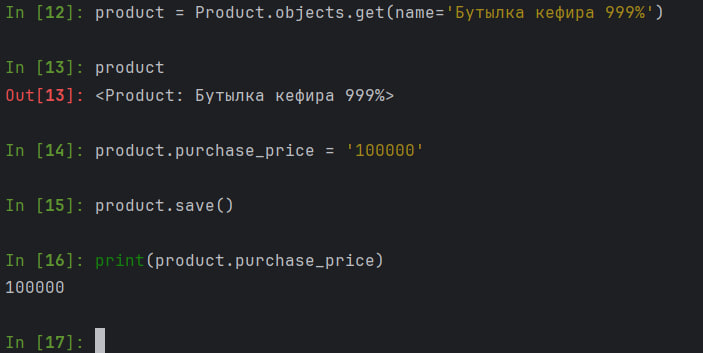 In [12]: product = Product.objects.get(name='Бутылка кефира 999%')
In [13]: product
Out[13]: <Product: Бутылка кефира 999%>
In [14]: product.purchase_price = '100000'
In [15]: product.save()
In [16]: print(product.purchase_price)
100000
In [17]: